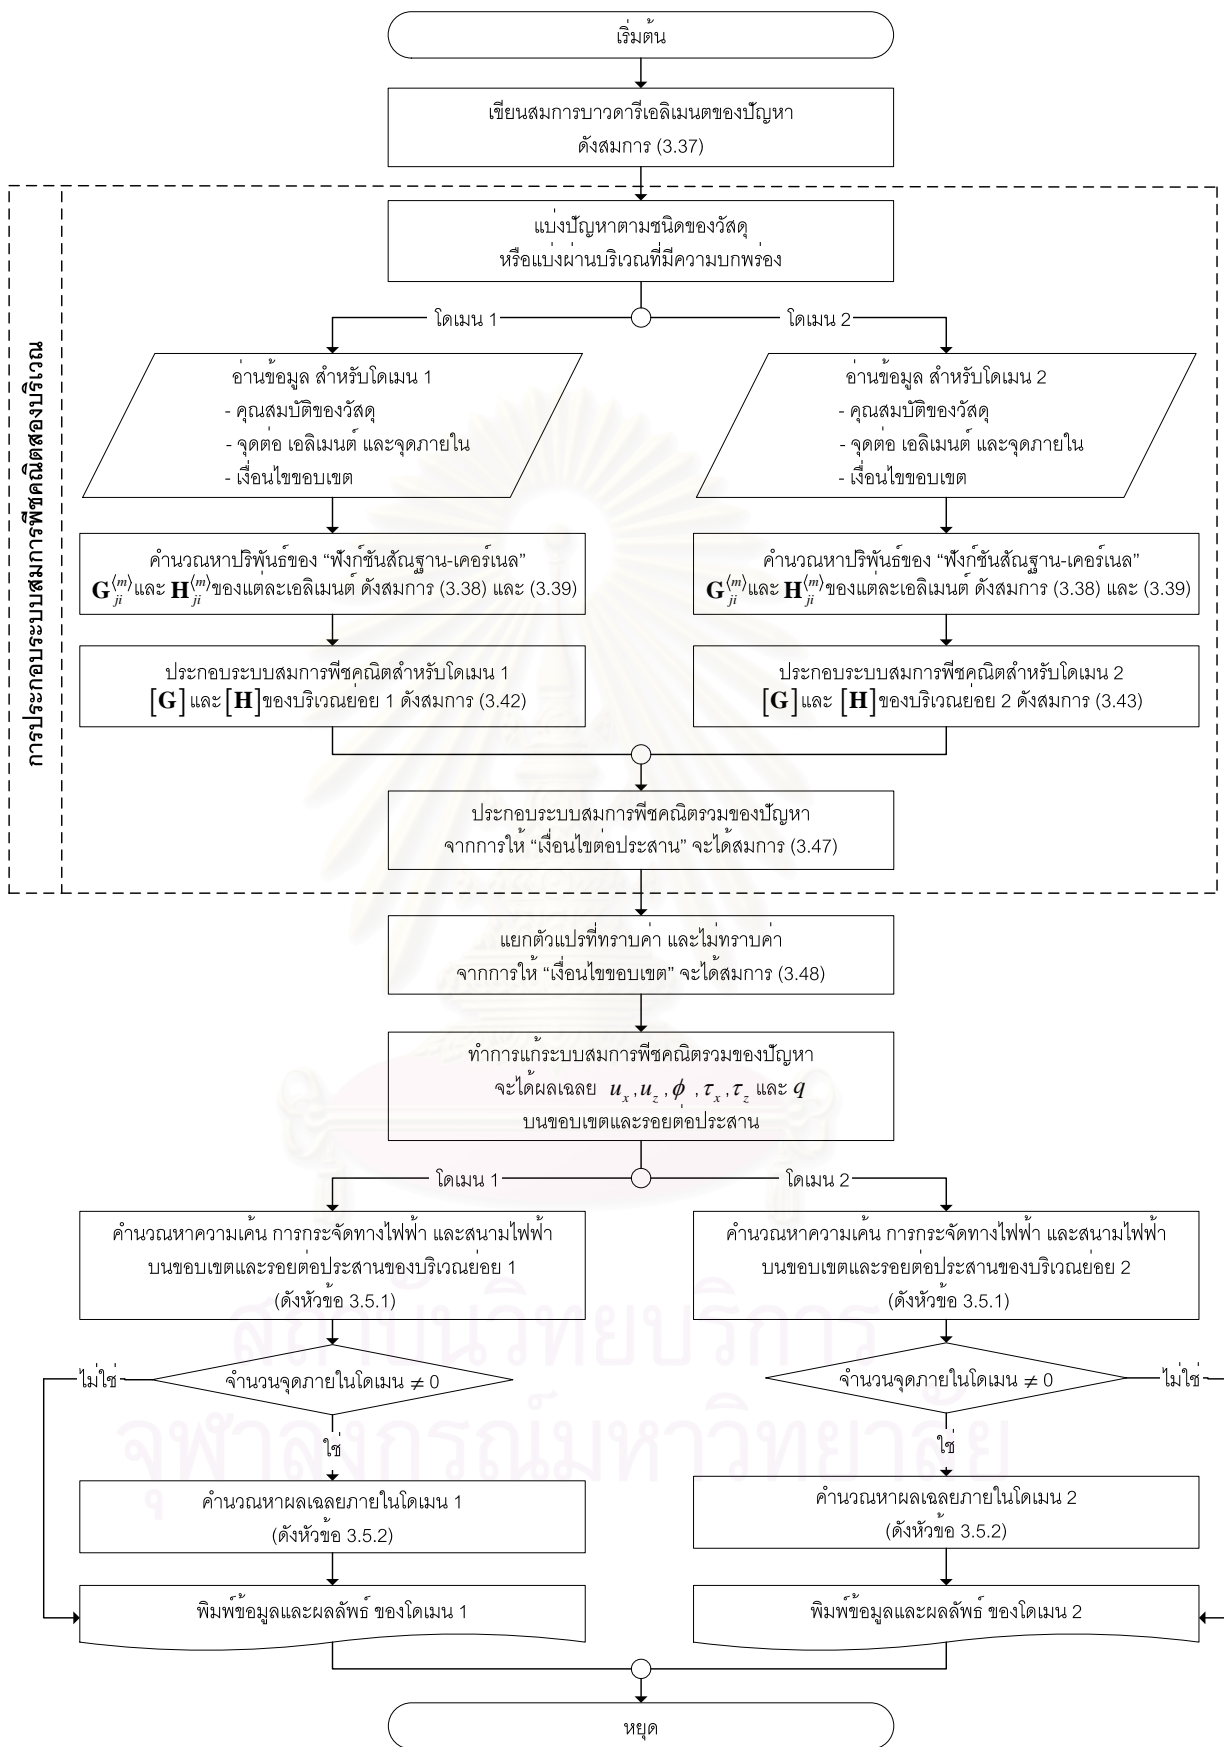 เริ่มต้น
เขียนสมการบาวดารีเอลิเมนตของปัญหา
ดังสมการ (3.37)
การประกอบระบบสมการพีชคณิตสองบริเวณ
แบ่งปัญหาตามชนิดของวัสดุ
หรือแบ่งผ่านบริเวณที่มีความบกพร่อง
โดเมน 1
โดเมน 2
อ่านข้อมูล สำหรับโดเมน 1
- คุณสมบัติของวัสดุ
- จุดต่อ เอลิเมนต์ และจุดภายใน
- เงื่อนไขขอบเขต
อ่านข้อมูล สำหรับโดเมน 2
- คุณสมบัติของวัสดุ
- จุดต่อ เอลิเมนต์ และจุดภายใน
- เงื่อนไขขอบเขต
คำนวณหาปริพันธ์ของ “ฟังก์ชันสัณฐาน-เคอร์เนล”
G_{ji}^{⟨m⟩} และ H_{ji}^{⟨m⟩} ของแต่ละเอลิเมนต์ ดังสมการ (3.38) และ (3.39)
คำนวณหาปริพันธ์ของ “ฟังก์ชันสัณฐาน-เคอร์เนล”
G_{ji}^{⟨m⟩} และ H_{ji}^{⟨m⟩} ของแต่ละเอลิเมนต์ ดังสมการ (3.38) และ (3.39)
ประกอบระบบสมการพีชคณิตสำหรับโดเมน 1
[G] และ [H] ของบริเวณย่อย 1 ดังสมการ (3.42)
ประกอบระบบสมการพีชคณิตสำหรับโดเมน 2
[G] และ [H] ของบริเวณย่อย 2 ดังสมการ (3.43)
ประกอบระบบสมการพีชคณิตรวมของปัญหา
จากการให้ “เงื่อนไขต่อประสาน” จะได้สมการ (3.47)
แยกตัวแปรที่ทราบค่า และไม่ทราบค่า
จากการให้ “เงื่อนไขขอบเขต” จะได้สมการ (3.48)
ทำการแก้ระบบสมการพีชคณิตรวมของปัญหา
จะได้ผลเฉลย u_x, u_z, ϕ, τ_x, τ_z และ q
บนขอบเขตและรอยต่อประสาน
โดเมน 1
โดเมน 2
คำนวณหาความเค้น การกระจัดทางไฟฟ้า และสนามไฟฟ้า
บนขอบเขตและรอยต่อประสานของบริเวณย่อย 1
(ดังหัวข้อ 3.5.1)
คำนวณหาความเค้น การกระจัดทางไฟฟ้า และสนามไฟฟ้า
บนขอบเขตและรอยต่อประสานของบริเวณย่อย 2
(ดังหัวข้อ 3.5.1)
สถาบันวิทยบริการ
ไม่ใช่
จำนวนจุดภายในโดเมน ≠ 0
จำนวนจุดภายในโดเมน ≠ 0
ไม่ใช่
จุฬาลงกรณ์มหาวิทยาลัย
ใช่
ใช่
คำนวณหาผลเฉลยภายในโดเมน 1
(ดังหัวข้อ 3.5.2)
คำนวณหาผลเฉลยภายในโดเมน 2
(ดังหัวข้อ 3.5.2)
พิมพ์ข้อมูลและผลลัพธ์ ของโดเมน 1
พิมพ์ข้อมูลและผลลัพธ์ ของโดเมน 2
หยุด